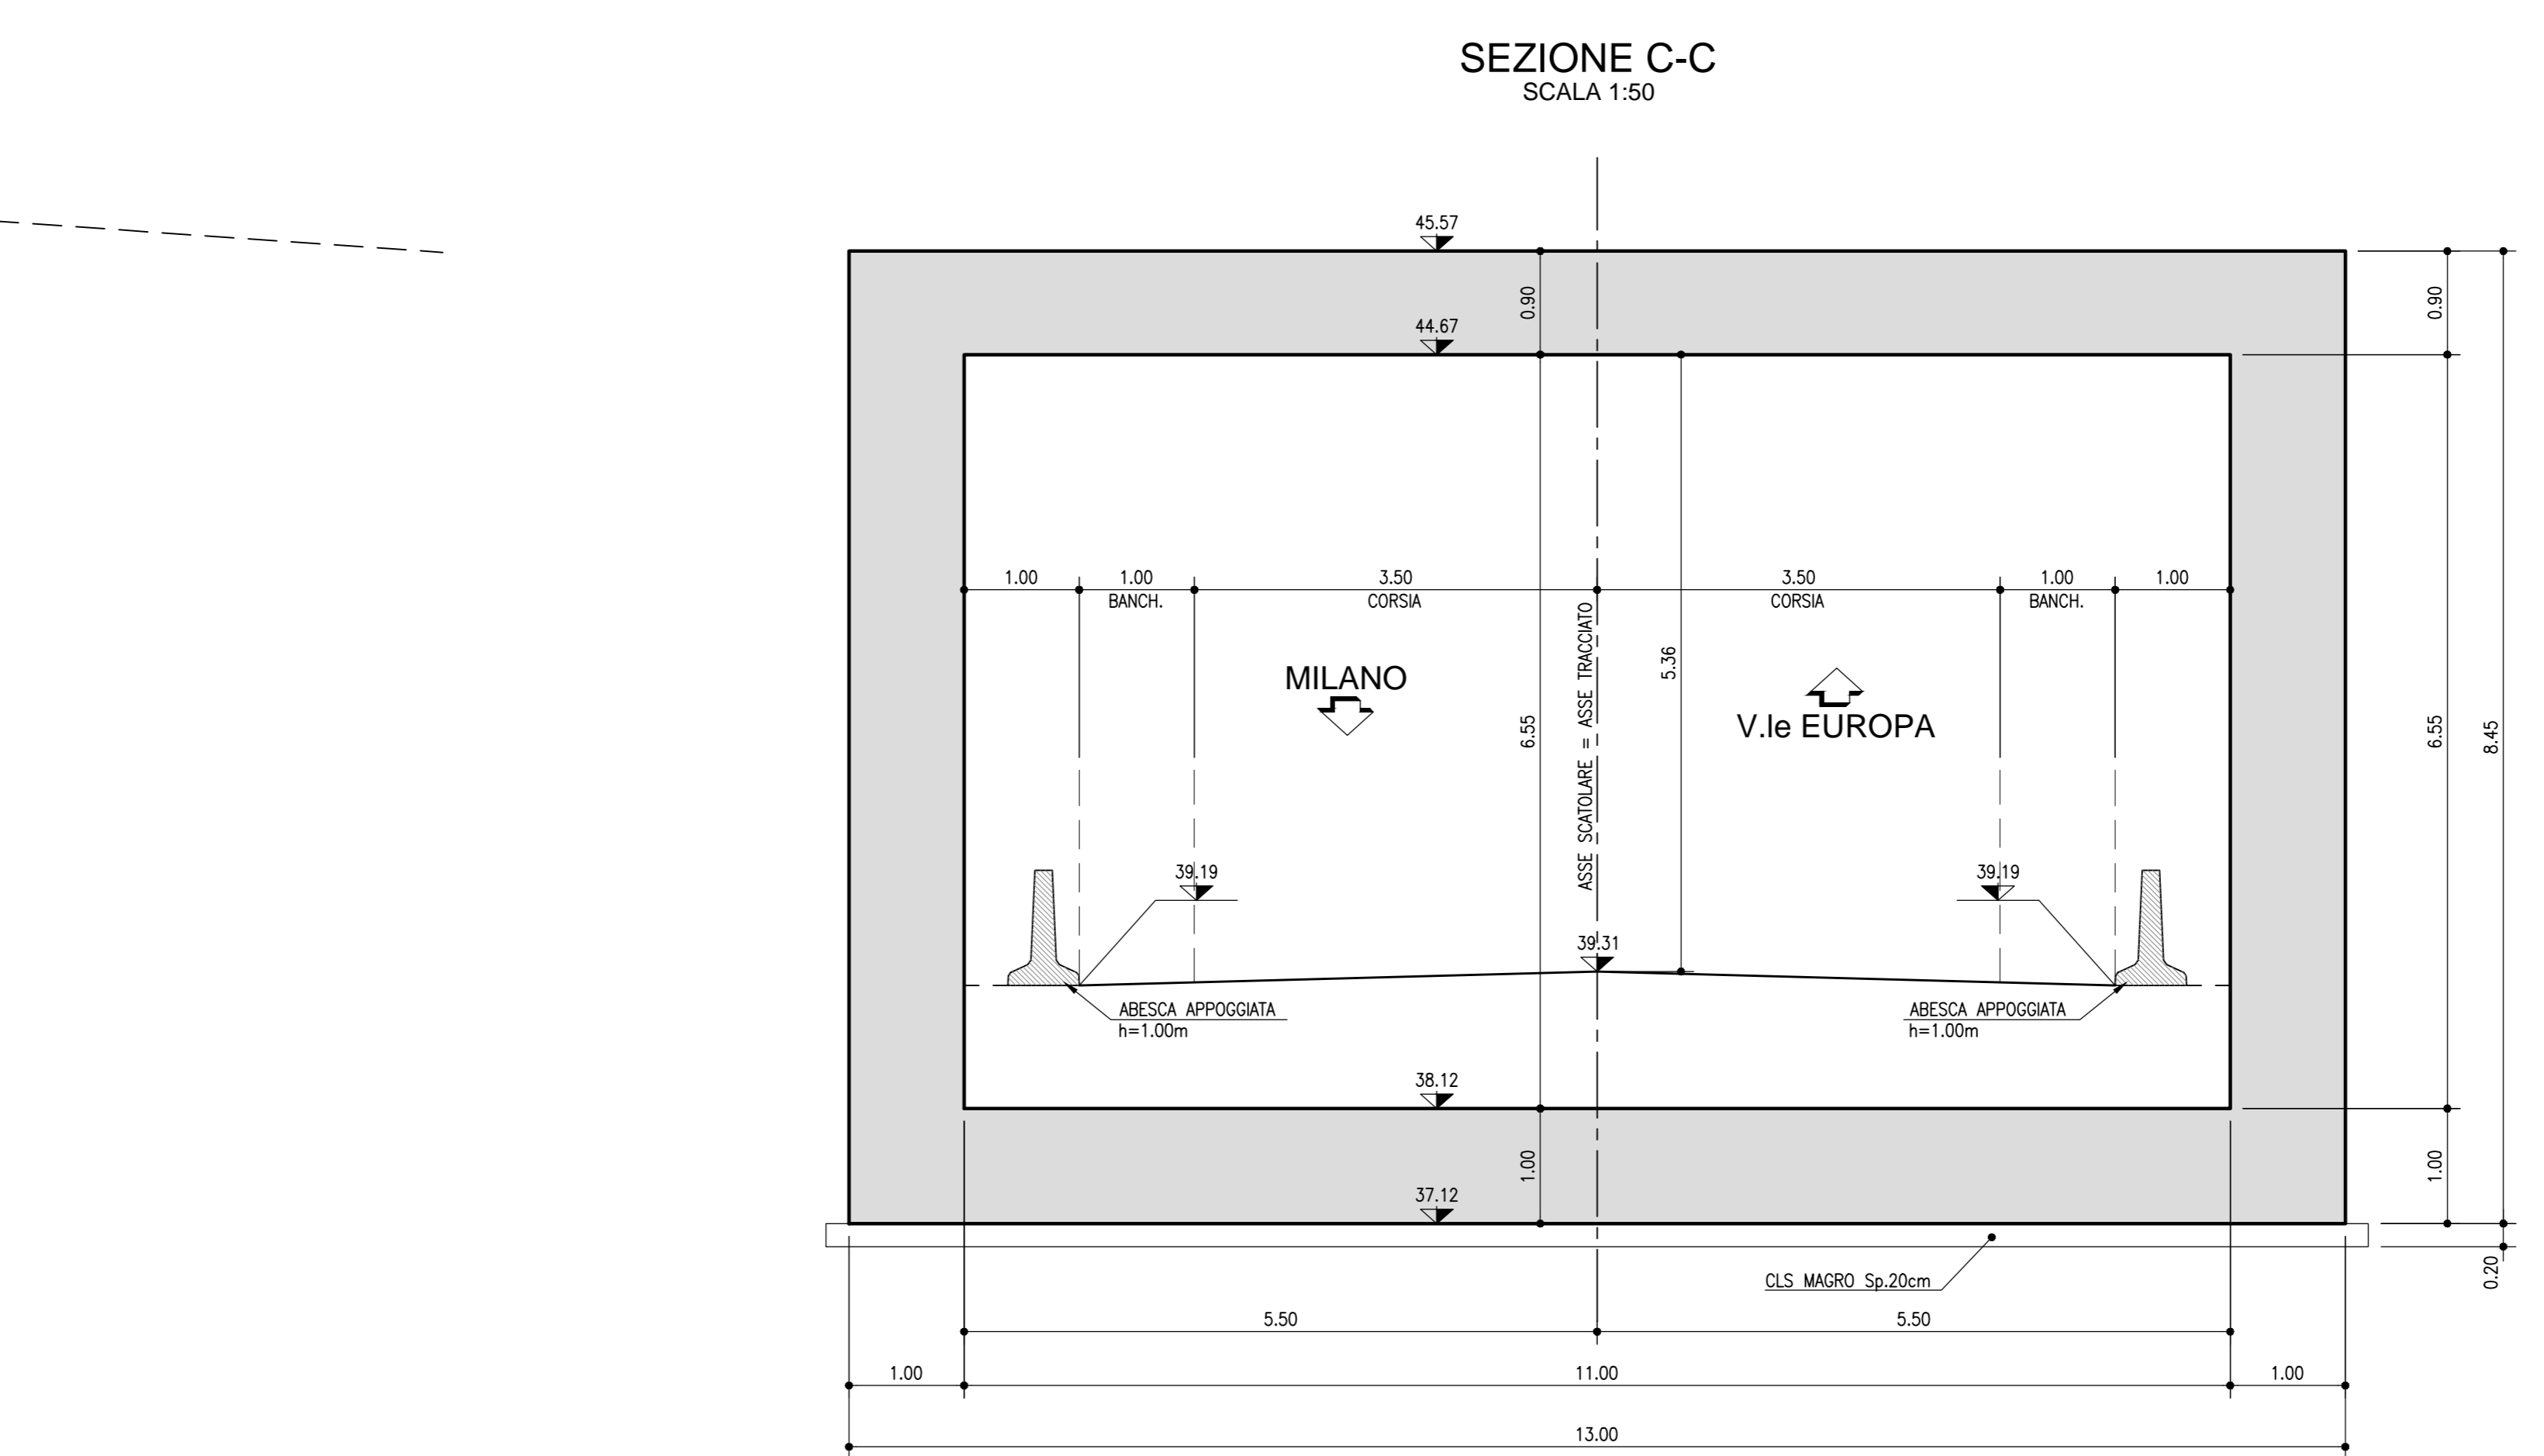 SEZIONE C-C
SCALA 1:50
45.57
0.90
0.90
44.67
1.00
1.00
3.50
3.50
1.00
1.00
BANCH.
CORSIA
CORSIA
BANCH.
ASSE SCATOLARE = ASSE TRACCIATO
5.36
MILANO
V.le EUROPA
6.55
6.55
8.45
39.19
39.19
39.31
ABESCA APPOGGIATA
h=1.00m
ABESCA APPOGGIATA
h=1.00m
38.12
1.00
1.00
37.12
CLS MAGRO Sp.20cm
0.20
5.50
5.50
1.00
11.00
1.00
13.00